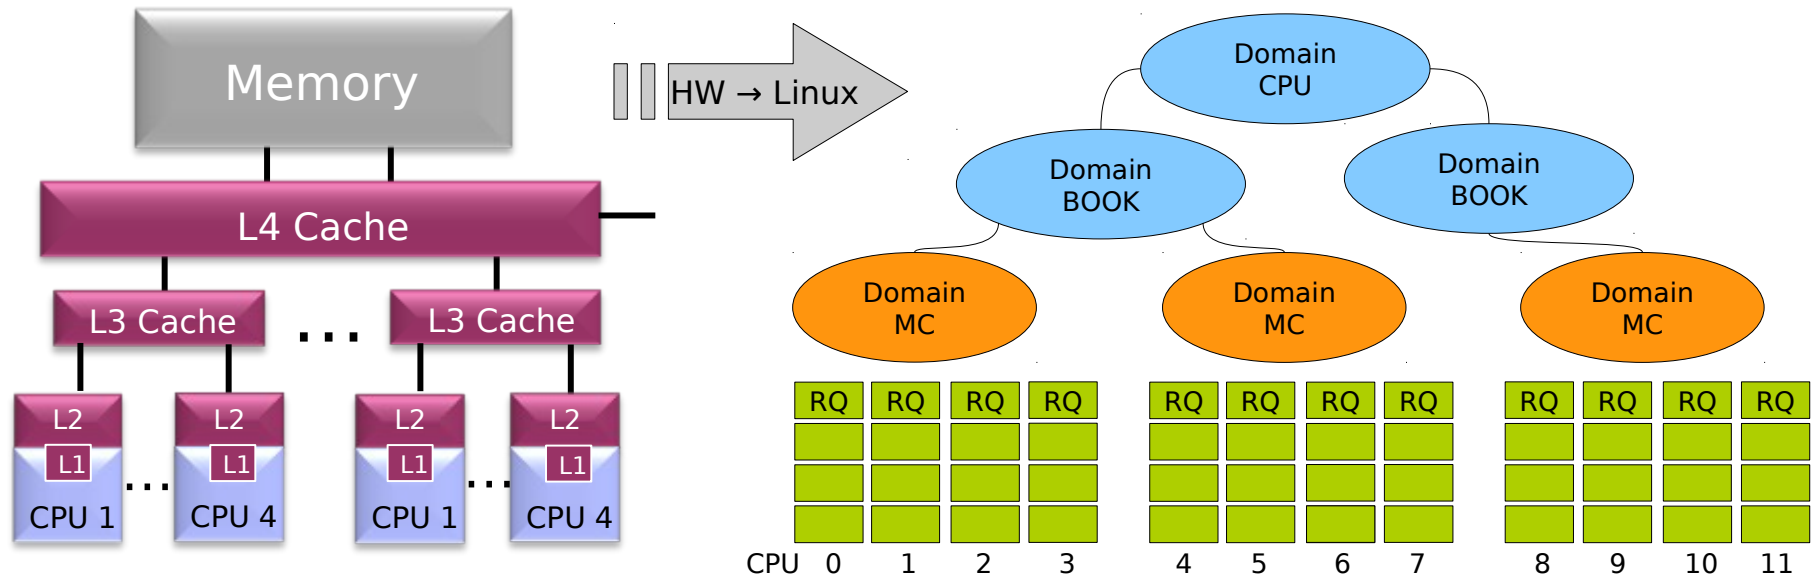 Memory
L4 Cache
L3 Cache
...
L3 Cache
L2
L2
L2
L2
L1
L1
L1
L1
...
...
CPU 1
CPU 4
CPU 1
CPU 4
HW → Linux
Domain
CPU
Domain
BOOK
Domain
BOOK
Domain
MC
Domain
MC
Domain
MC
RQ RQ RQ RQ RQ RQ RQ RQ RQ RQ RQ RQ
CPU 0 1 2 3 4 5 6 7 8 9 10 11